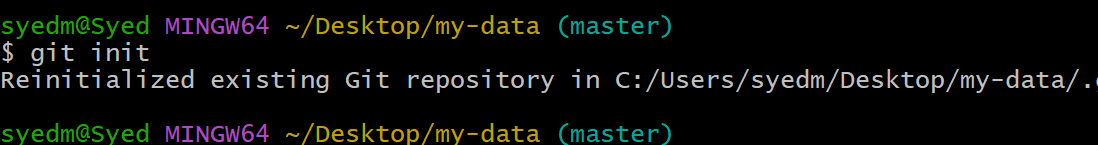 syedm@Syed MINGW64 ~/Desktop/my-data (master)
$ git init
Reinitialized existing Git repository in C:/Users/syedm/Desktop/my-data/.
syedm@Syed MINGW64 ~/Desktop/my-data (master)